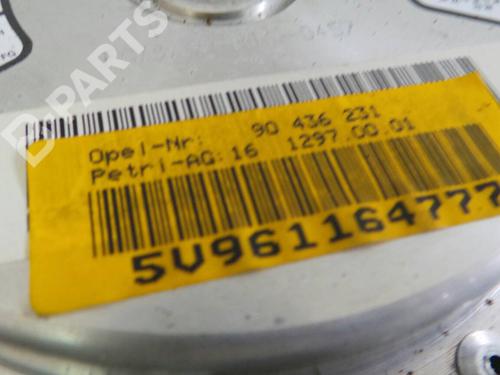 B-PARTS
Opel-Nr: 90 436 231
Petri-AG: 16 1297.00.01
5V961164777